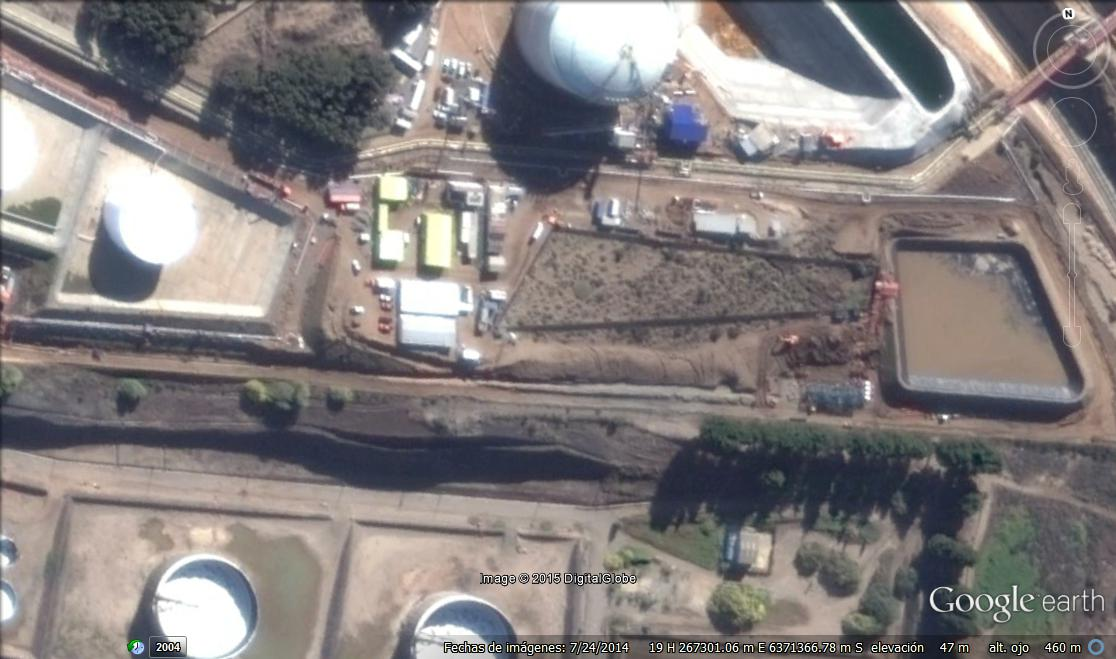 N
Image © 2015 DigitalGlobe
Google earth
2004
Fechas de imágenes: 7/24/2014 19 H 267301.06 m E 6371366.78 m S elevación 47 m alt. ojo 460 m